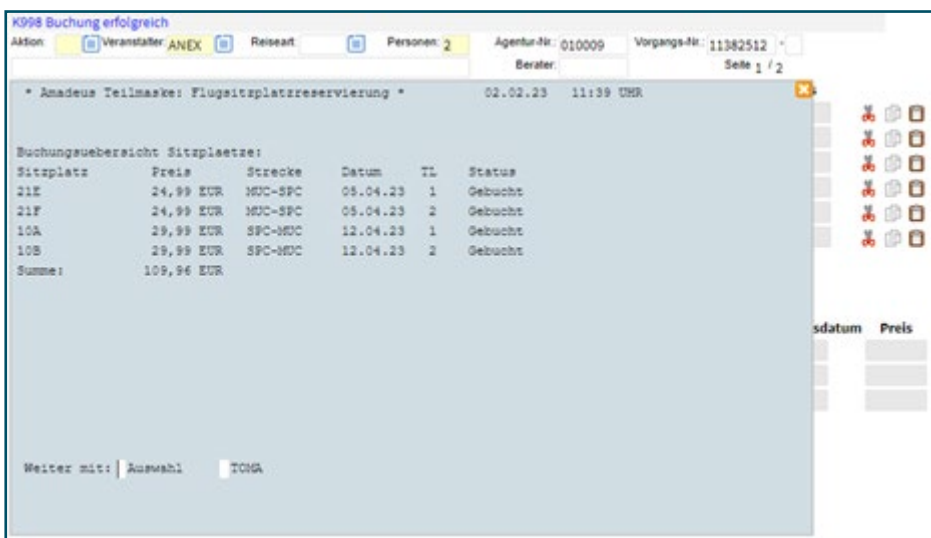 K998 Buchung erfolgreich
Aktion: Veranstalter: ANEX Reiseart: Personen: 2 Agentur-Nr.: 010009 Vorgangs-Nr.: 11382512 -
Berater: Seite 1 / 2
* Amadeus Teilmaske: Flugsitzplatzreservierung * 02.02.23 11:39 UHR
Buchungsuebersicht Sitzplaetze:
Sitzplatz Preis Strecke Datum TL Status
21E 24,99 EUR MUC-SPC 05.04.23 1 Gebucht
21F 24,99 EUR MUC-SPC 05.04.23 2 Gebucht
10A 29,99 EUR SPC-MUC 12.04.23 1 Gebucht
10B 29,99 EUR SPC-MUC 12.04.23 2 Gebucht
Summe: 109,96 EUR
sdatum Preis
Weiter mit: Auswahl TOMA